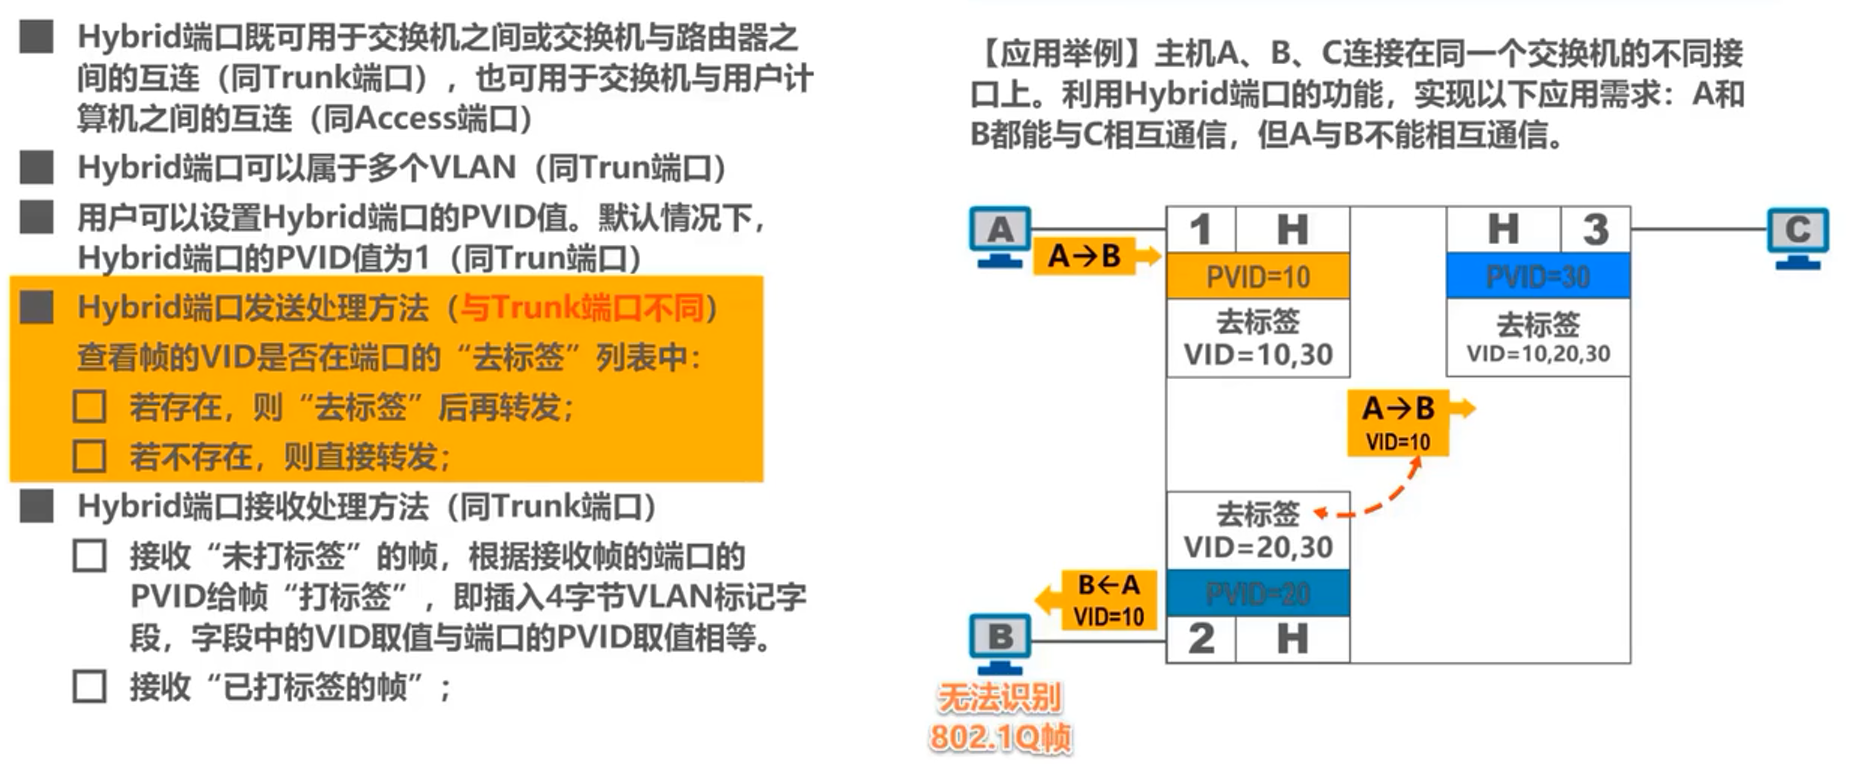 Hybrid端口既可用于交换机之间或交换机与路由器之
间的互连（同Trunk端口），也可用于交换机与用户计
算机之间的互连（同Access端口）
Hybrid端口可以属于多个VLAN（同Trun端口）
用户可以设置Hybrid端口的PVID值。默认情况下，
Hybrid端口的PVID值为1（同Trun端口）
Hybrid端口发送处理方法（与Trunk端口不同）
查看帧的VID是否在端口的“去标签”列表中：
若存在，则“去标签”后再转发；
若不存在，则直接转发；
Hybrid端口接收处理方法（同Trunk端口）
接收“未打标签”的帧，根据接收帧的端口的
PVID给帧“打标签”，即插入4字节VLAN标记字
段，字段中的VID取值与端口的PVID取值相等。
接收“已打标签的帧”；
【应用举例】主机A、B、C连接在同一个交换机的不同接
口上。利用Hybrid端口的功能，实现以下应用需求：A和
B都能与C相互通信，但A与B不能相互通信。
A
A→B
1 H
PVID=10
去标签
VID=10,30
H 3
PVID=30
去标签
VID=10,20,30
C
A→B
VID=10
去标签
VID=20,30
PVID=20
2 H
B←A
VID=10
B
无法识别
802.1Q帧